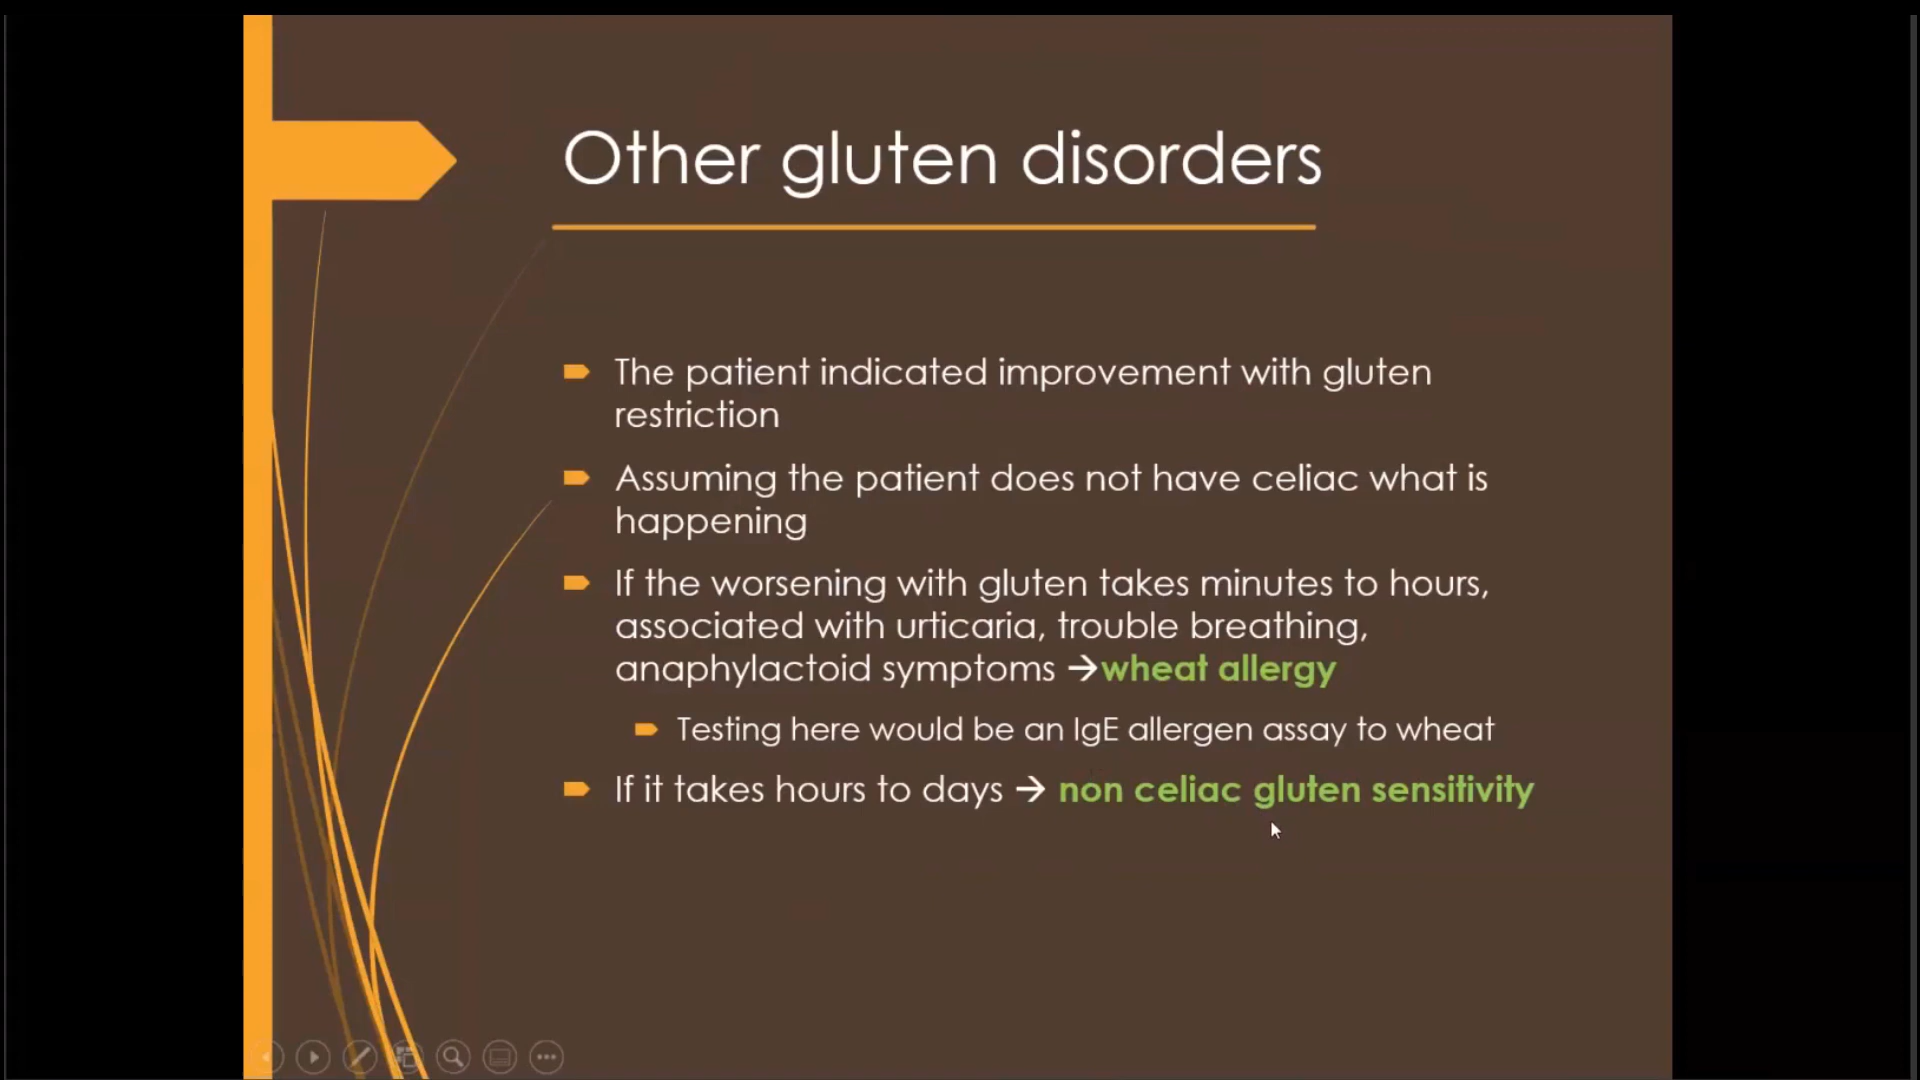 Other gluten disorders
The patient indicated improvement with gluten
restriction
Assuming the patient does not have celiac what is
happening
If the worsening with gluten takes minutes to hours,
associated with urticaria, trouble breathing,
anaphylactoid symptoms →wheat allergy
Testing here would be an IgE allergen assay to wheat
If it takes hours to days → non celiac gluten sensitivity